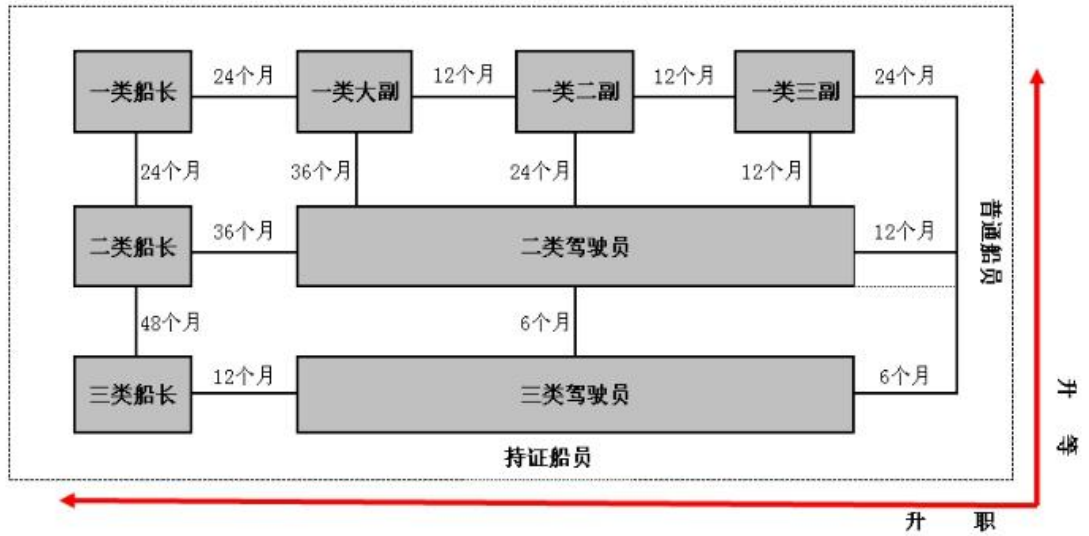 一类船长 24个月 一类大副 12个月 一类二副 12个月 一类三副 24个月
24个月 36个月 24个月 12个月
二类船长 36个月 二类驾驶员 12个月
普通船员
48个月 6个月
三类船长 12个月 三类驾驶员 6个月
升等
持证船员
升职